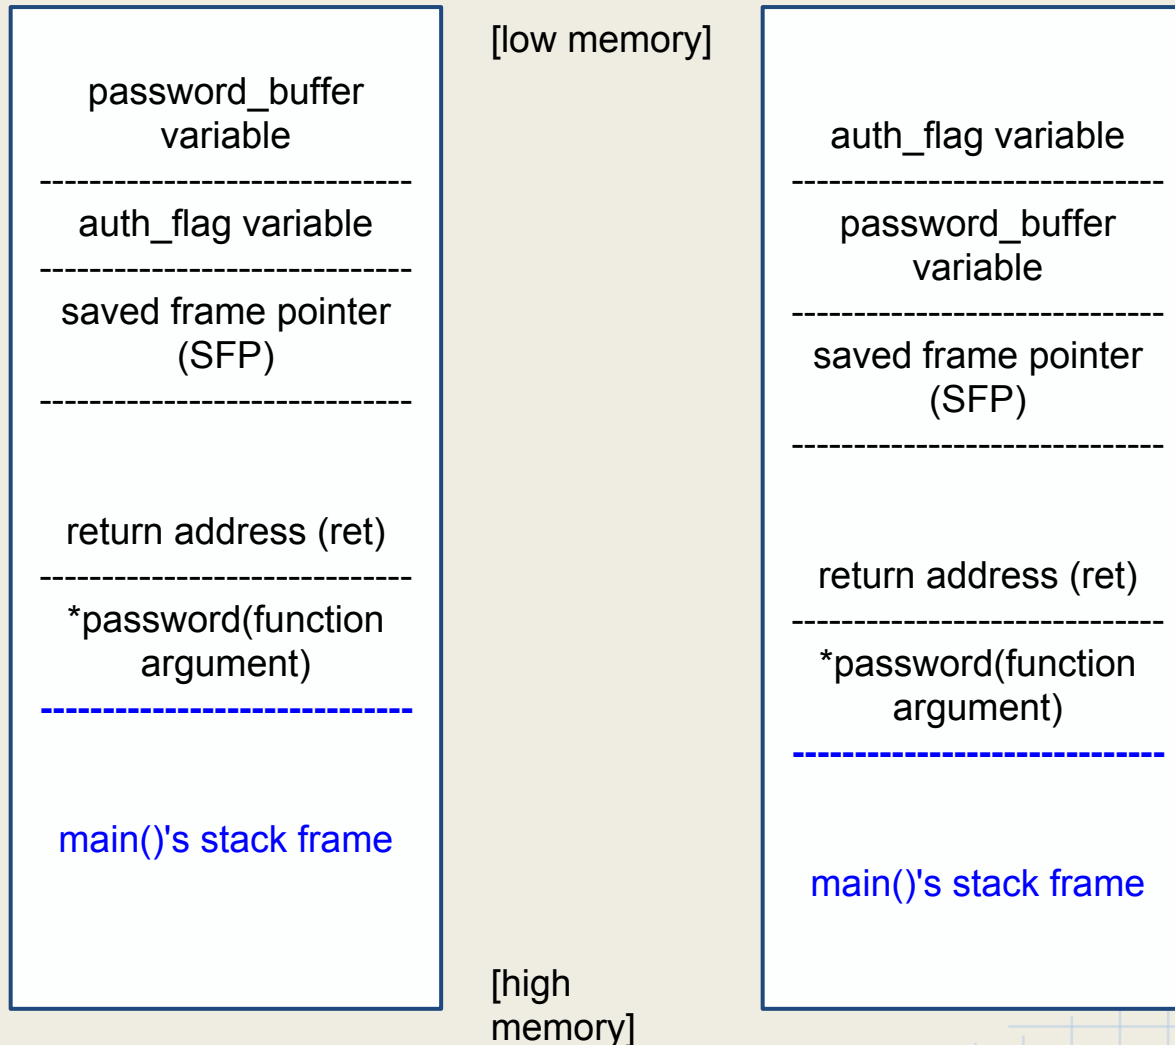 password_buffer
variable
------------------------------
auth_flag variable
------------------------------
saved frame pointer
(SFP)
------------------------------
return address (ret)
------------------------------
*password(function
argument)
------------------------------
main()'s stack frame
[low memory]
[high
memory]
auth_flag variable
------------------------------
password_buffer
variable
------------------------------
saved frame pointer
(SFP)
------------------------------
return address (ret)
------------------------------
*password(function
argument)
------------------------------
main()'s stack frame